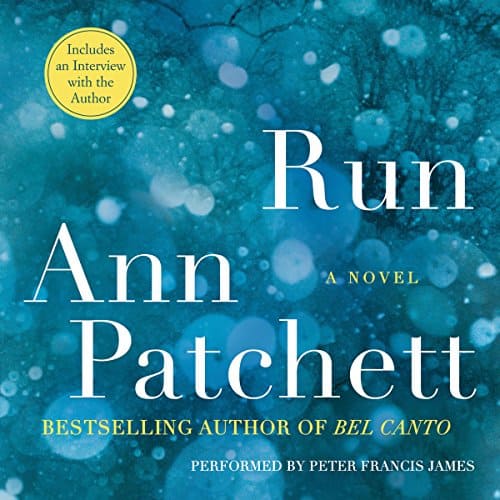 Includes
an Interview
with the
Author
Run
A NOVEL
Ann
Patchett
BESTSELLING AUTHOR OF BEL CANTO
PERFORMED BY PETER FRANCIS JAMES